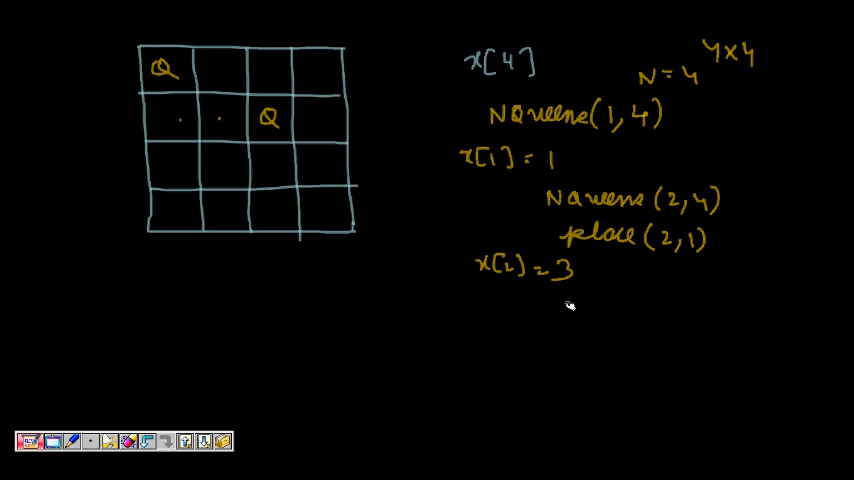 Q
Q
x[4]
N=4 4x4
NQueens(1,4)
x[1] = 1
NQueens(2,4)
place(2,1)
x[2] = 3